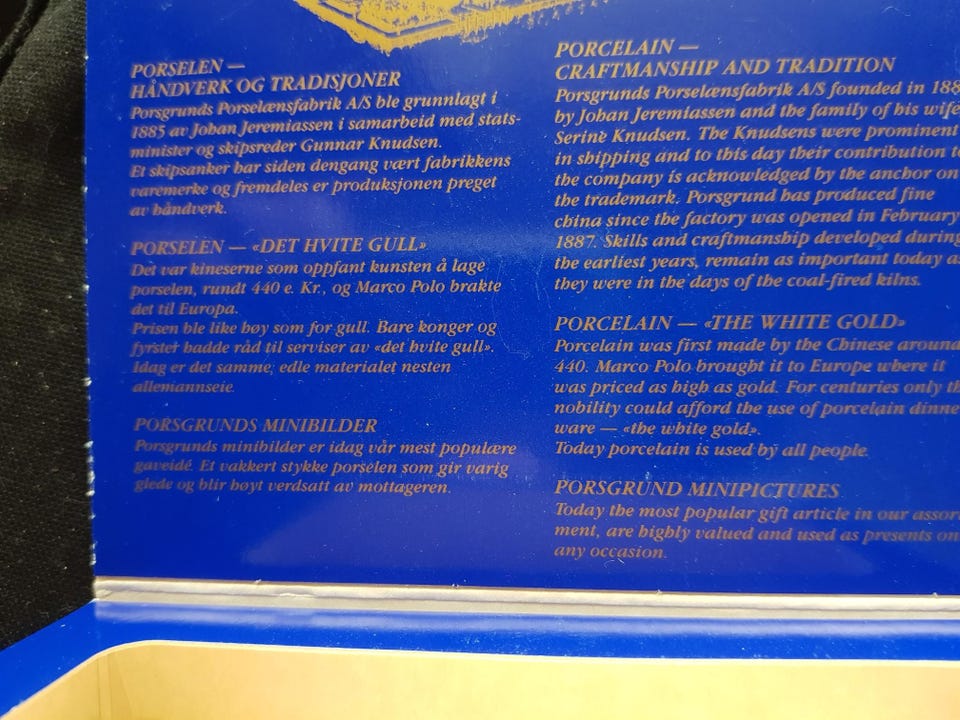 PORSELEN —
HÅNDVERK OG TRADISJONER
Porsgrunds Porselænsfabrik A/S ble grunnlagt i
1885 av Johan Jeremiassen i samarbeid med stats-
minister og skipsreder Gunnar Knudsen.
Et skipsanker har siden dengang vært fabrikkens
varemerke og fremdeles er produksjonen preget
av håndverk.
PORSELEN — «DET HVITE GULL»
Det var kineserne som oppfant kunsten å lage
porselen, rundt 440 e. Kr., og Marco Polo brakte
det til Europa.
Prisen ble like høy som for gull. Bare konger og
fyrster hadde råd til serviser av «det hvite gull».
Idag er det samme, edle materialet nesten
allemannseie.
PORSGRUNDS MINIBILDER
Porsgrunds minibilder er idag vår mest populære
gaveidé. Et vakkert stykke porselen som gir varig
glede og blir høyt verdsatt av mottageren.
PORCELAIN —
CRAFTMANSHIP AND TRADITION
Porsgrunds Porselænsfabrik A/S founded in 188
by Johan Jeremiassen and the family of his wife
Serine Knudsen. The Knudsens were prominent
in shipping and to this day their contribution t
the company is acknowledged by the anchor on
the trademark. Porsgrund has produced fine
china since the factory was opened in February
1887. Skills and craftmanship developed during
the earliest years, remain as important today a
they were in the days of the coal-fired kilns.
PORCELAIN — «THE WHITE GOLD»
Porcelain was first made by the Chinese around
440. Marco Polo brought it to Europe where it
was priced as high as gold. For centuries only th
nobility could afford the use of porcelain dinne
ware — «the white gold».
Today porcelain is used by all people.
PORSGRUND MINIPICTURES
Today the most popular gift article in our assor
ment, are highly valued and used as presents on
any occasion.